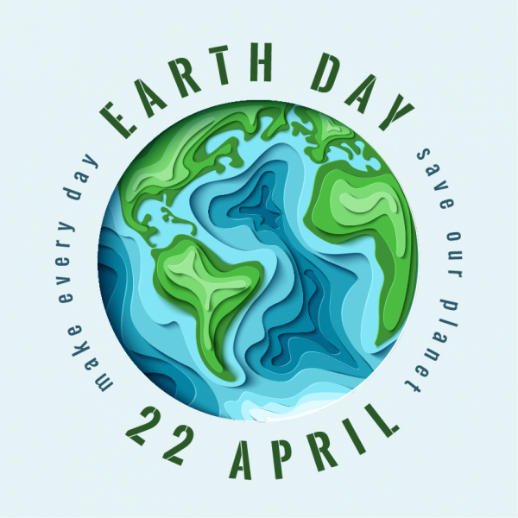 make every day
EARTH DAY
save our planet
22 APRIL